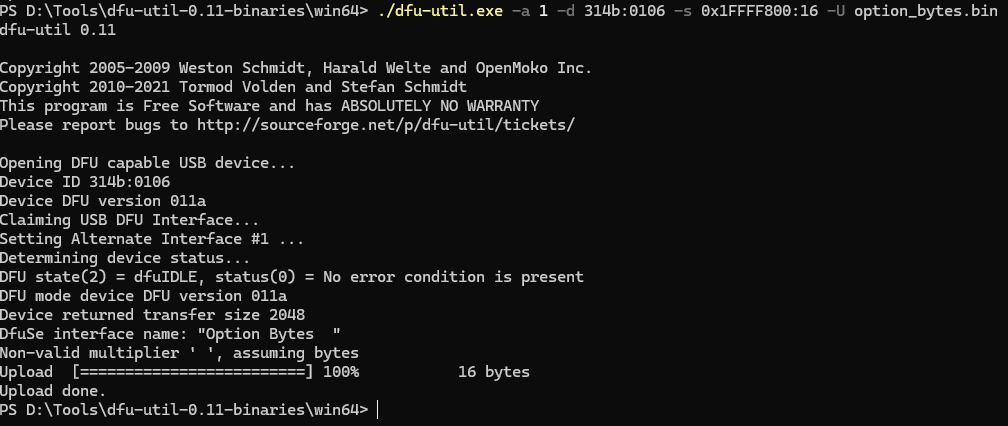 PS D:\Tools\dfu-util-0.11-binaries\win64> ./dfu-util.exe -a 1 -d 314b:0106 -s 0x1FFFF800:16 -U option_bytes.bin
dfu-util 0.11
Copyright 2005-2009 Weston Schmidt, Harald Welte and OpenMoko Inc.
Copyright 2010-2021 Tormod Volden and Stefan Schmidt
This program is Free Software and has ABSOLUTELY NO WARRANTY
Please report bugs to http://sourceforge.net/p/dfu-util/tickets/
Opening DFU capable USB device...
Device ID 314b:0106
Device DFU version 011a
Claiming USB DFU Interface...
Setting Alternate Interface #1 ...
Determining device status...
DFU state(2) = dfuIDLE, status(0) = No error condition is present
DFU mode device DFU version 011a
Device returned transfer size 2048
DfuSe interface name: "Option Bytes  "
Non-valid multiplier ' ', assuming bytes
Upload  [=========================] 100%           16 bytes
Upload done.
PS D:\Tools\dfu-util-0.11-binaries\win64>